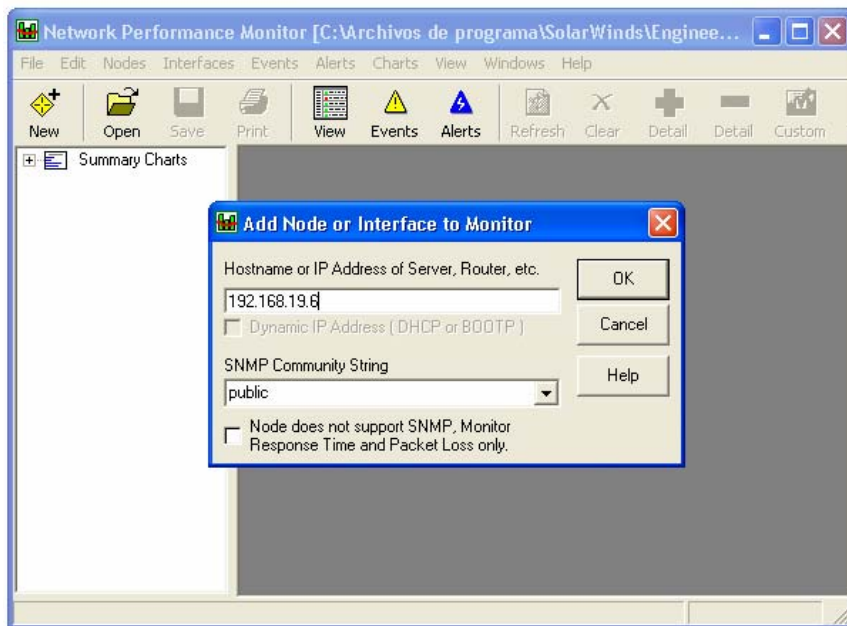 Network Performance Monitor [C:\Archivos de programa\SolarWinds\Enginee...
File Edit Nodes Interfaces Events Alerts Charts View Windows Help
New Open Save Print View Events Alerts Refresh Clear Detail Detail Custom
Summary Charts
Add Node or Interface to Monitor
Hostname or IP Address of Server, Router, etc.
OK
192.168.19.6
Dynamic IP Address ( DHCP or BOOTP )
Cancel
SNMP Community String
Help
public
Node does not support SNMP, Monitor
Response Time and Packet Loss only.